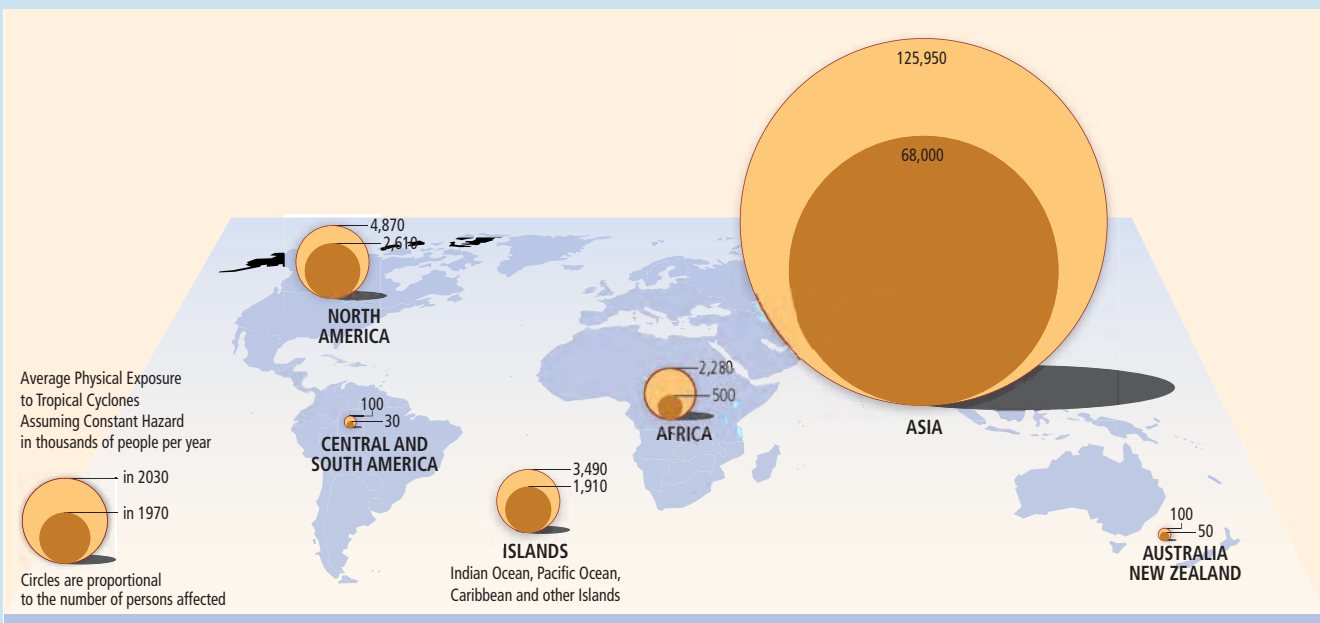 125,950
68,000
4,870
2,610
NORTH
AMERICA
2,280
500
AFRICA
ASIA
Average Physical Exposure
to Tropical Cyclones
Assuming Constant Hazard
in thousands of people per year
in 2030
in 1970
Circles are proportional
to the number of persons affected
100
30
CENTRAL AND
SOUTH AMERICA
3,490
1,910
ISLANDS
Indian Ocean, Pacific Ocean,
Caribbean and other Islands
100
50
AUSTRALIA
NEW ZEALAND